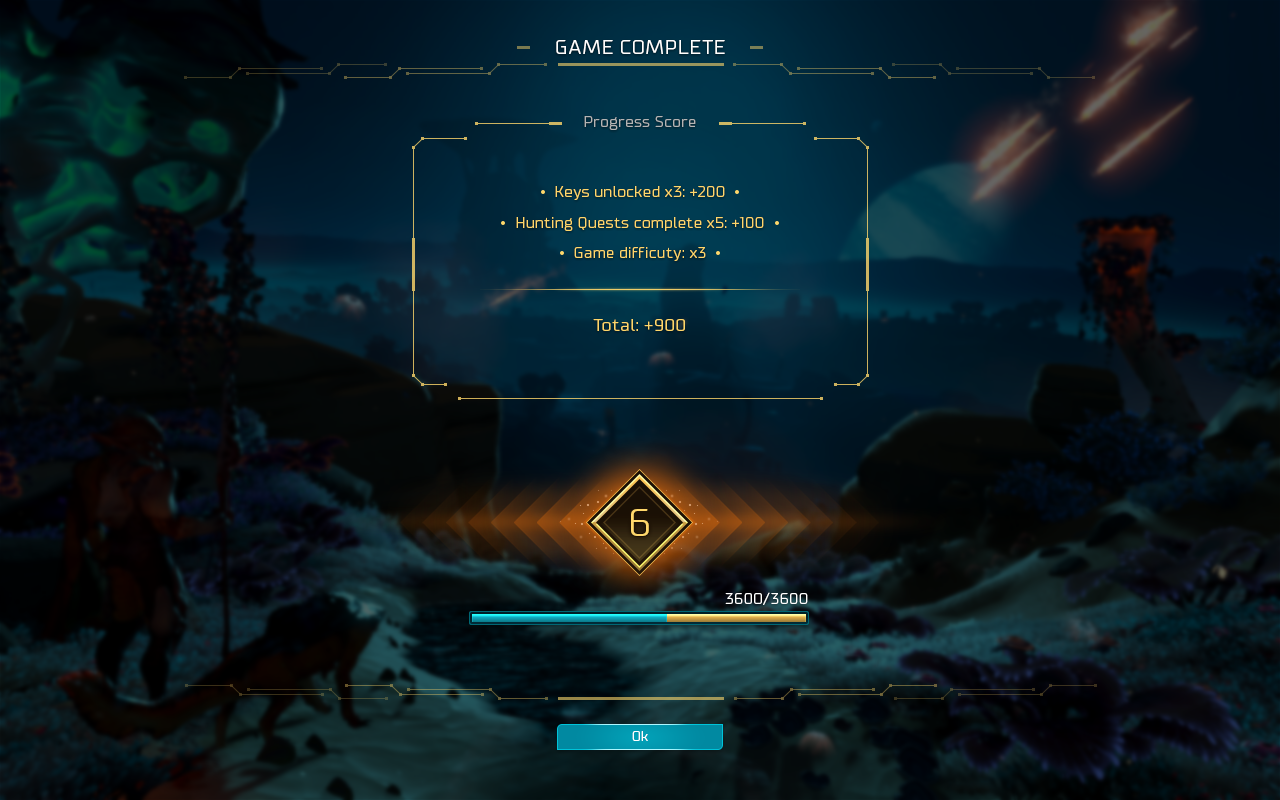 GAME COMPLETE
Progress Score
• Keys unlocked x3: +200 •
• Hunting Quests complete x5: +100 •
• Game difficuty: x3 •
Total: +900
6
3600/3600
Ok